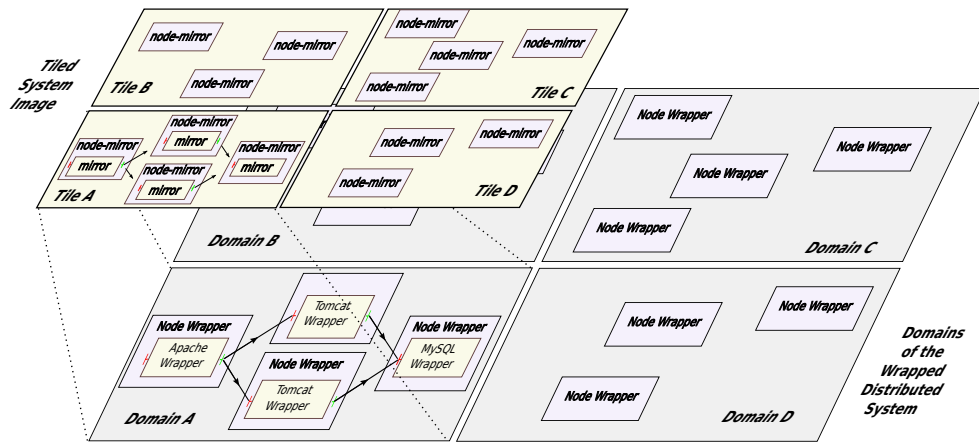 Tiled
System
Image
node-mirror
node-mirror
node-mirror
Tile B
node-mirror
node-mirror
node-mirror
node-mirror
Tile C
node-mirror
mirror
node-mirror
mirror
node-mirror
mirror
node-mirror
mirror
Tile A
node-mirror
node-mirror
node-mirror
Tile D
Domain B
Node Wrapper
Node Wrapper
Node Wrapper
Node Wrapper
Domain C
Node Wrapper
Apache
Wrapper
Tomcat
Wrapper
Node Wrapper
Tomcat
Wrapper
Node Wrapper
MySQL
Wrapper
Domain A
Node Wrapper
Node Wrapper
Node Wrapper
Domain D
Domains
of the
Wrapped
Distributed
System